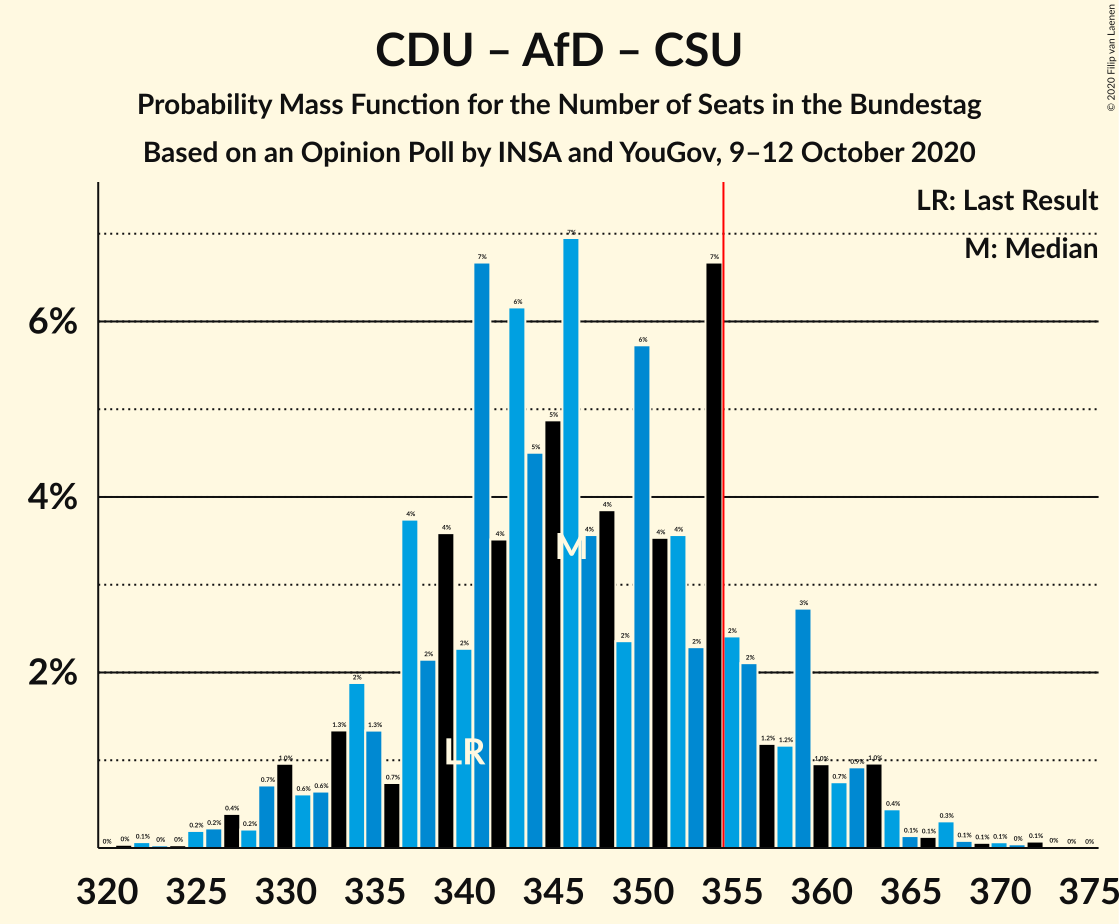 CDU – AfD – CSU
Probability Mass Function for the Number of Seats in the Bundestag
Based on an Opinion Poll by INSA and YouGov, 9–12 October 2020
© 2020 Filip van Laenen
LR: Last Result
M: Median
6%
4%
2%
0% 0% 0.1% 0% 0% 0.2% 0.2% 0.4% 0.2% 0.7% 1.0% 0.6% 0.6% 1.3% 2% 1.3% 0.7% 4% 2% 4% 2% 7% 4% 6% 5% 5% 7% 4% 4% 2% 6% 4% 4% 2% 7% 2% 2% 1.2% 1.2% 3% 1.0% 0.7% 0.9% 1.0% 0.4% 0.1% 0.1% 0.3% 0.1% 0.1% 0.1% 0% 0.1% 0% 0% 0%
M
LR
320 325 330 335 340 345 350 355 360 365 370 375